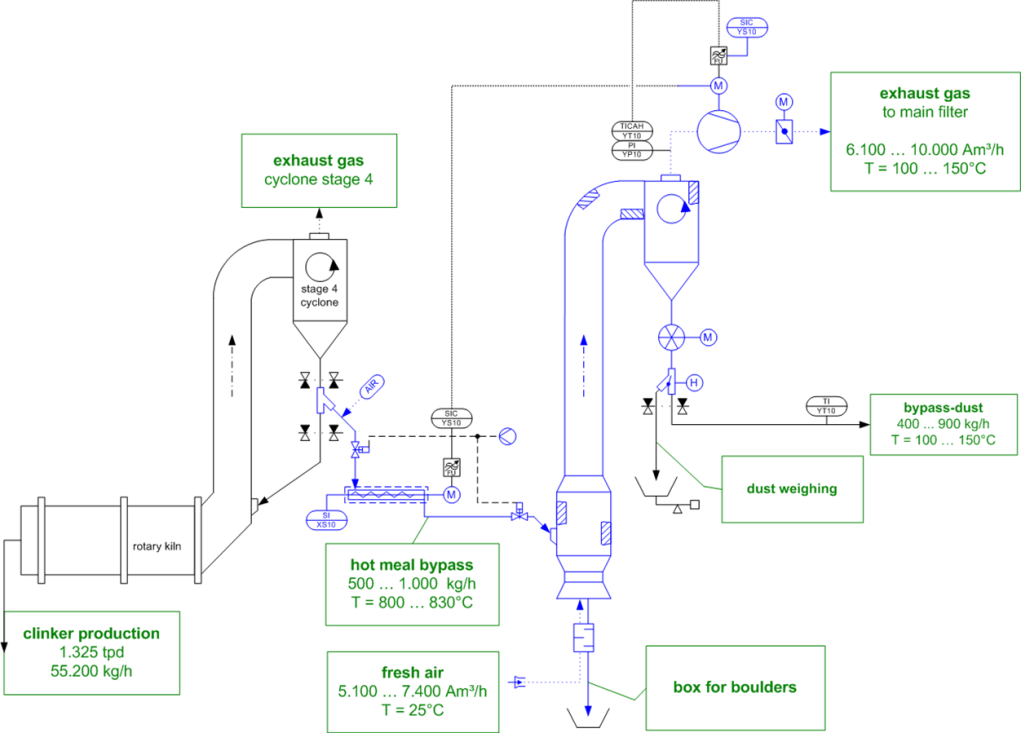 SIC
YS10
FU
M
M
exhaust gas
to main filter
6.100 ... 10.000 Am³/h
T = 100 ... 150°C
TICAH
YT10
PI
YP10
exhaust gas
cyclone stage 4
stage 4
cyclone
M
AIR
H
SIC
YS10
TI
YT10
bypass-dust
400 ... 900 kg/h
T = 100 ... 150°C
FU
M
dust weighing
SI
XS10
rotary kiln
hot meal bypass
500 ... 1.000 kg/h
T = 800 ... 830°C
clinker production
1.325 tpd
55.200 kg/h
fresh air
5.100 ... 7.400 Am³/h
T = 25°C
box for boulders